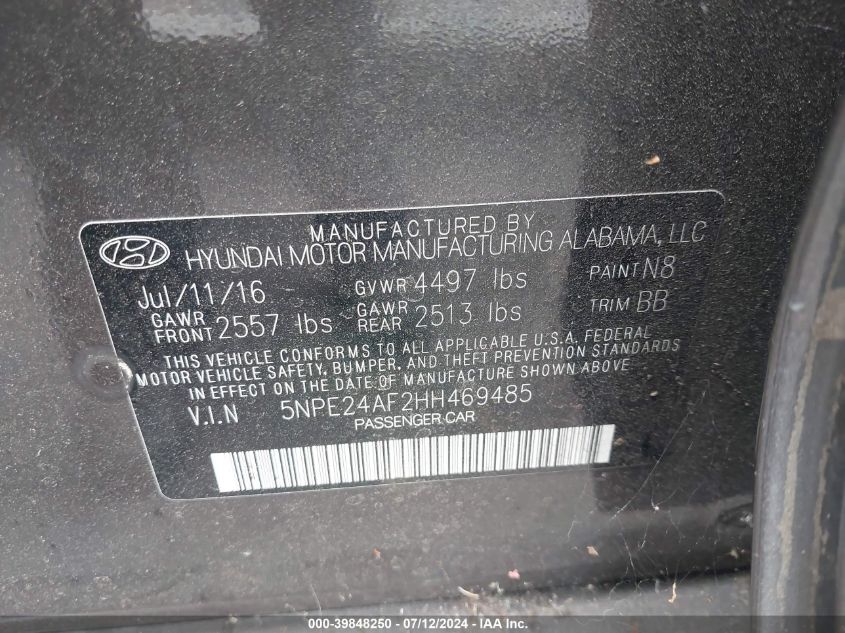 MANUFACTURED BY
HYUNDAI MOTOR MANUFACTURING ALABAMA, LLC
Jul/11/16 GVWR 4497 lbs PAINT N8
GAWR FRONT 2557 lbs GAWR REAR 2513 lbs TRIM BB
THIS VEHICLE CONFORMS TO ALL APPLICABLE U.S.A. FEDERAL
MOTOR VEHICLE SAFETY, BUMPER, AND THEFT PREVENTION STANDARDS
IN EFFECT ON THE DATE OF MANUFACTURE SHOWN ABOVE
V.I.N 5NPE24AF2HH469485
PASSENGER CAR
000-39848250 - 07/12/2024 - IAA Inc.